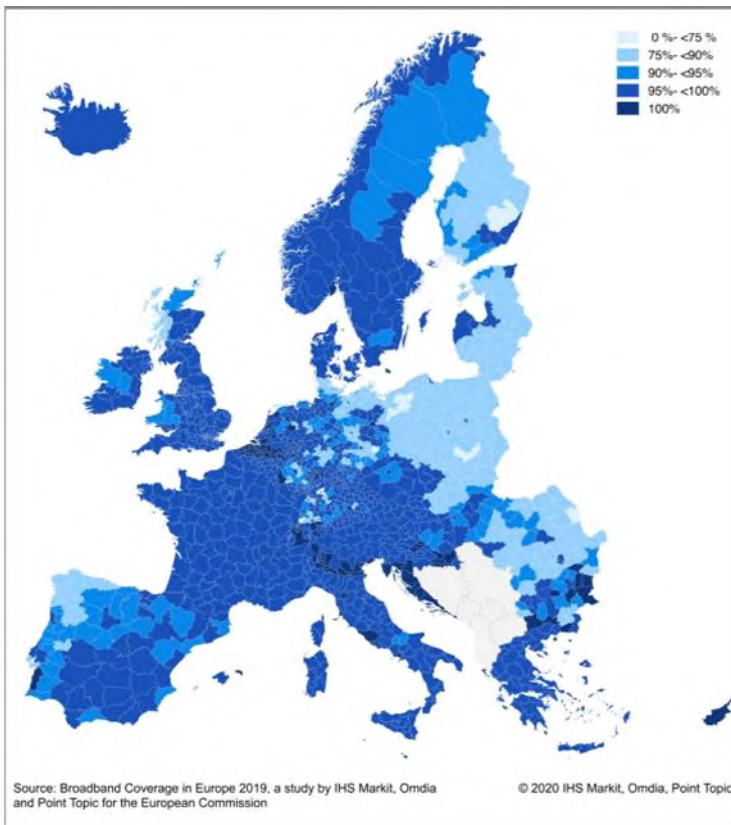 0 %- <75 %
75%- <90%
90%- <95%
95%- <100%
100%
Source: Broadband Coverage in Europe 2019, a study by IHS Markit, Omdia
and Point Topic for the European Commission
© 2020 IHS Markit, Omdia, Point Topic